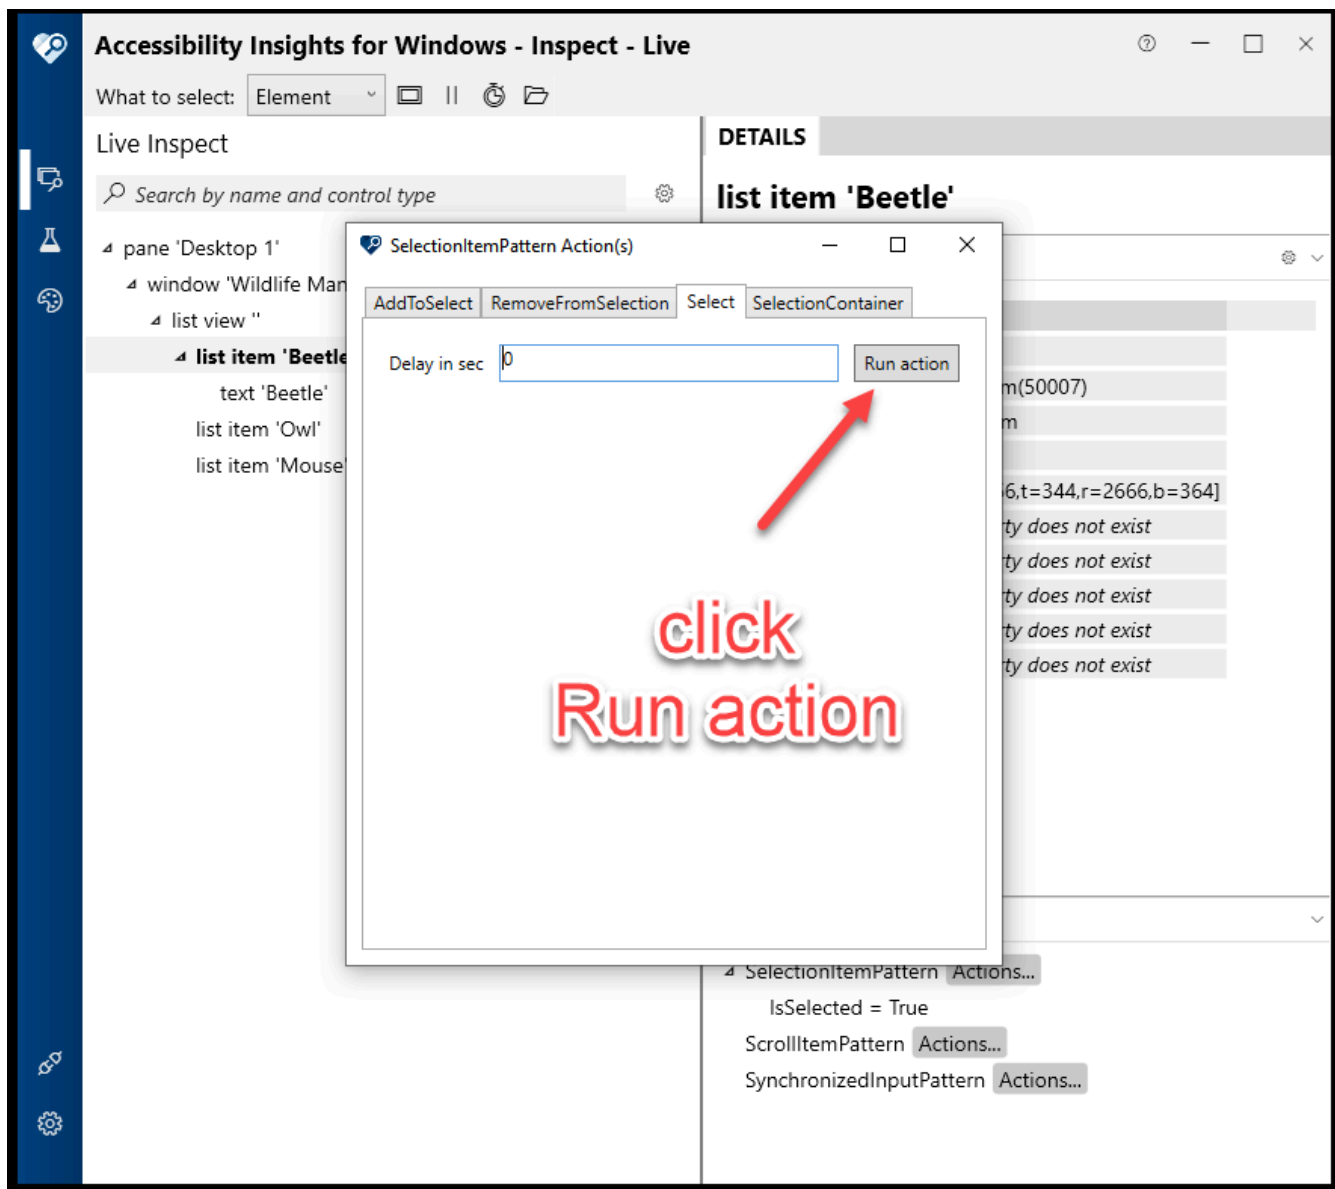 Accessibility Insights for Windows - Inspect - Live
What to select: Element
Live Inspect
Search by name and control type
pane 'Desktop 1'
window 'Wildlife Man
list view ''
list item 'Beetle
text 'Beetle'
list item 'Owl'
list item 'Mouse'
DETAILS
list item 'Beetle'
SelectionItemPattern Action(s)
AddToSelect RemoveFromSelection Select SelectionContainer
Delay in sec 0 Run action
click
Run action
m(50007)
m
6,t=344,r=2666,b=364]
ty does not exist
ty does not exist
ty does not exist
ty does not exist
ty does not exist
SelectionItemPattern Actions...
IsSelected = True
ScrollItemPattern Actions...
SynchronizedInputPattern Actions...